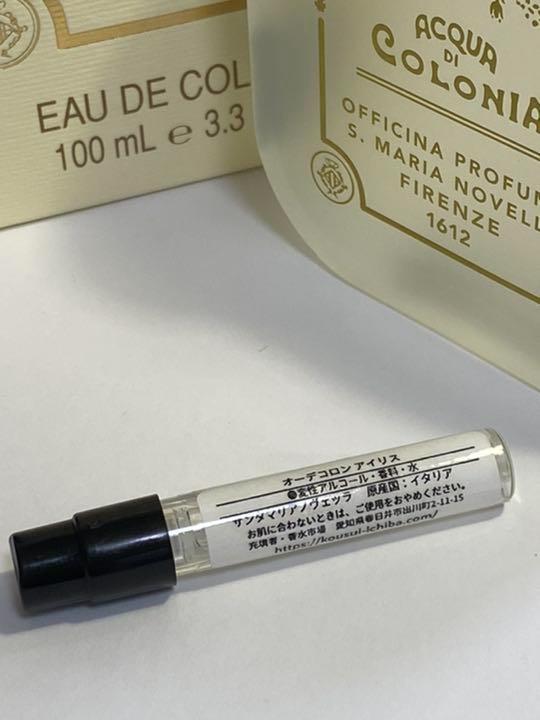 EAU DE COL
100 mL e 3.3
ACQUA
DI
COLONIA
OFFICINA PROFUM
S. MARIA NOVELL
FIRENZE
1612
オーデコロン アイリス
変性アルコール・香料・水
サンタマリアノヴェッラ 原産国：イタリア
お肌に合わないときは、ご使用をおやめください。
充填者・香水市場 愛知県春日井市出川町2-11-15
https://kousui-ichiba.com/